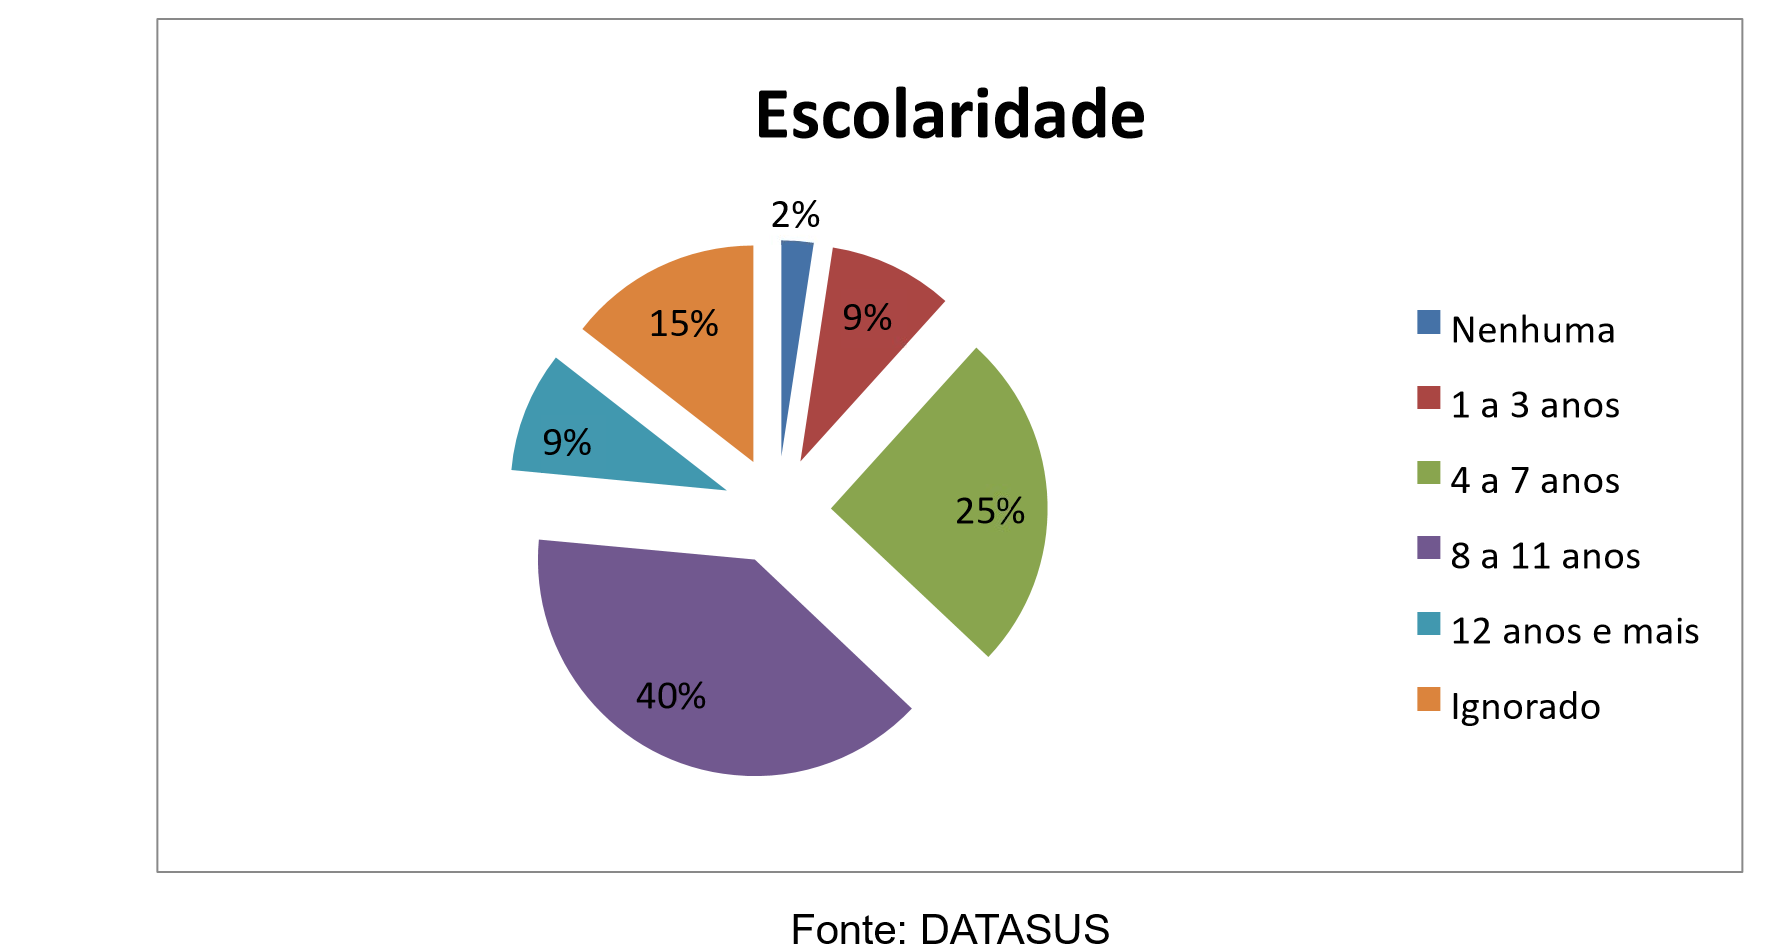 Escolaridade
2%
9%
15%
9%
25%
40%
Nenhuma
1 a 3 anos
4 a 7 anos
8 a 11 anos
12 anos e mais
Ignorado
Fonte: DATASUS